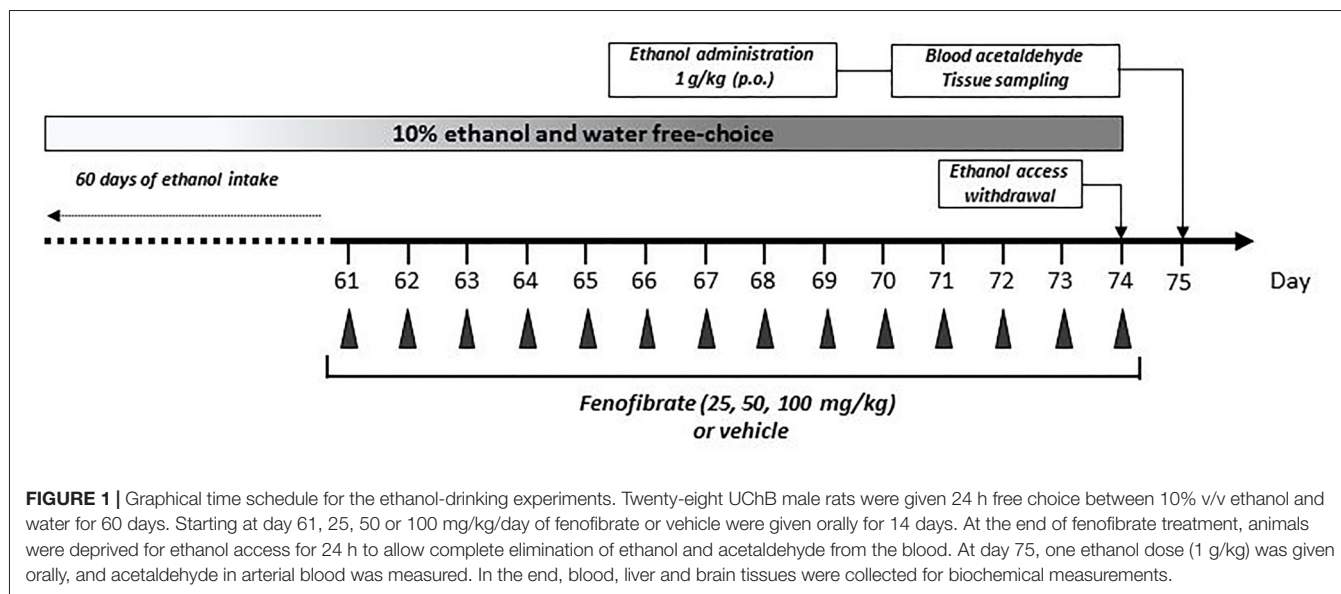 Ethanol administration
1 g/kg (p.o.)
Blood acetaldehyde
Tissue sampling
10% ethanol and water free-choice
60 days of ethanol intake
Ethanol access
withdrawal
61 62 63 64 65 66 67 68 69 70 71 72 73 74 75 Day
Fenofibrate (25, 50, 100 mg/kg)
or vehicle
FIGURE 1 | Graphical time schedule for the ethanol-drinking experiments. Twenty-eight UChB male rats were given 24 h free choice between 10% v/v ethanol and
water for 60 days. Starting at day 61, 25, 50 or 100 mg/kg/day of fenofibrate or vehicle were given orally for 14 days. At the end of fenofibrate treatment, animals
were deprived for ethanol access for 24 h to allow complete elimination of ethanol and acetaldehyde from the blood. At day 75, one ethanol dose (1 g/kg) was given
orally, and acetaldehyde in arterial blood was measured. In the end, blood, liver and brain tissues were collected for biochemical measurements.